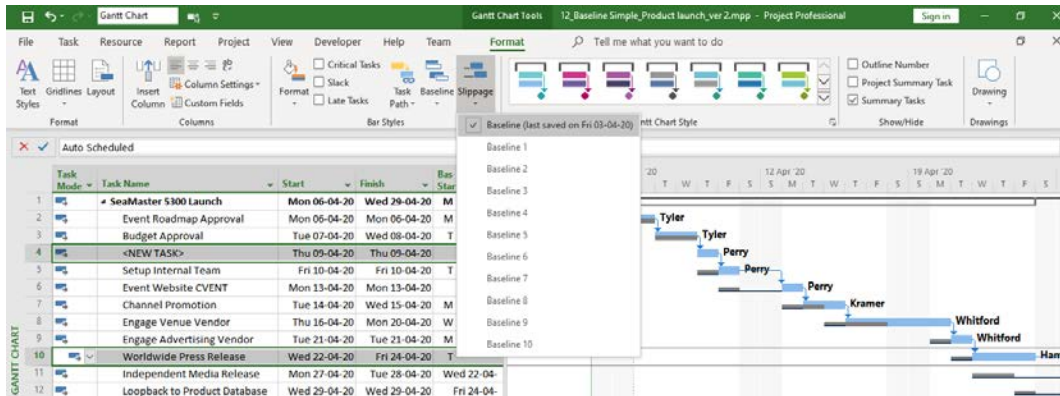 Gantt Chart
Gantt Chart Tools
12_Baseline Simple_Product launch_ver 2.mpp - Project Professional
Sign in
File Task Resource Report Project View Developer Help Team Format Tell me what you want to do
Text Styles
Gridlines
Layout
Format
Insert Column
Column Settings
Custom Fields
Columns
Format
Critical Tasks
Slack
Late Tasks
Task Path
Baseline
Slippage
Bar Styles
ntt Chart Style
Outline Number
Project Summary Task
Summary Tasks
Show/Hide
Drawing
Drawings
Baseline (last saved on Fri 03-04-20)
Baseline 1
Baseline 2
Baseline 3
Baseline 4
Baseline 5
Baseline 6
Baseline 7
Baseline 8
Baseline 9
Baseline 10
Auto Scheduled
Task Mode Task Name Start Finish Bas Star
1 SeaMaster 5300 Launch Mon 06-04-20 Wed 29-04-20 M
2 Event Roadmap Approval Mon 06-04-20 Mon 06-04-20 M
3 Budget Approval Tue 07-04-20 Wed 08-04-20 T
4 <NEW TASK> Thu 09-04-20 Thu 09-04-20
5 Setup Internal Team Fri 10-04-20 Fri 10-04-20 T
6 Event Website CVENT Mon 13-04-20 Mon 13-04-20
7 Channel Promotion Tue 14-04-20 Wed 15-04-20 M
8 Engage Venue Vendor Thu 16-04-20 Mon 20-04-20 W
9 Engage Advertising Vendor Tue 21-04-20 Tue 21-04-20 M
10 Worldwide Press Release Wed 22-04-20 Fri 24-04-20 T
11 Independent Media Release Mon 27-04-20 Tue 28-04-20 Wed 22-04-
12 Loopback to Product Database Wed 29-04-20 Wed 29-04-20 Fri 24-04-
GANTT CHART
'20 12 Apr '20 19 Apr '20
T W T F S S M T W T F S S M T W T F S
Tyler
Tyler
Perry
Perry
Perry
Kramer
Whitford
Whitford
Ham